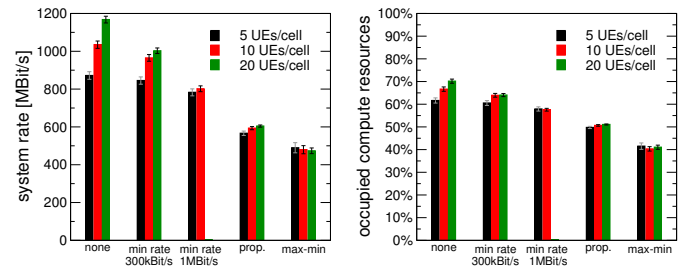 1200
1000
800
600
400
200
0
system rate [MBit/s]
5 UEs/cell
10 UEs/cell
20 UEs/cell
none
min rate
300kBit/s
min rate
1MBit/s
prop.
max-min
100%
90%
80%
70%
60%
50%
40%
30%
20%
10%
0%
occupied compute resources
5 UEs/cell
10 UEs/cell
20 UEs/cell
none
min rate
300kBit/s
min rate
1MBit/s
prop.
max-min